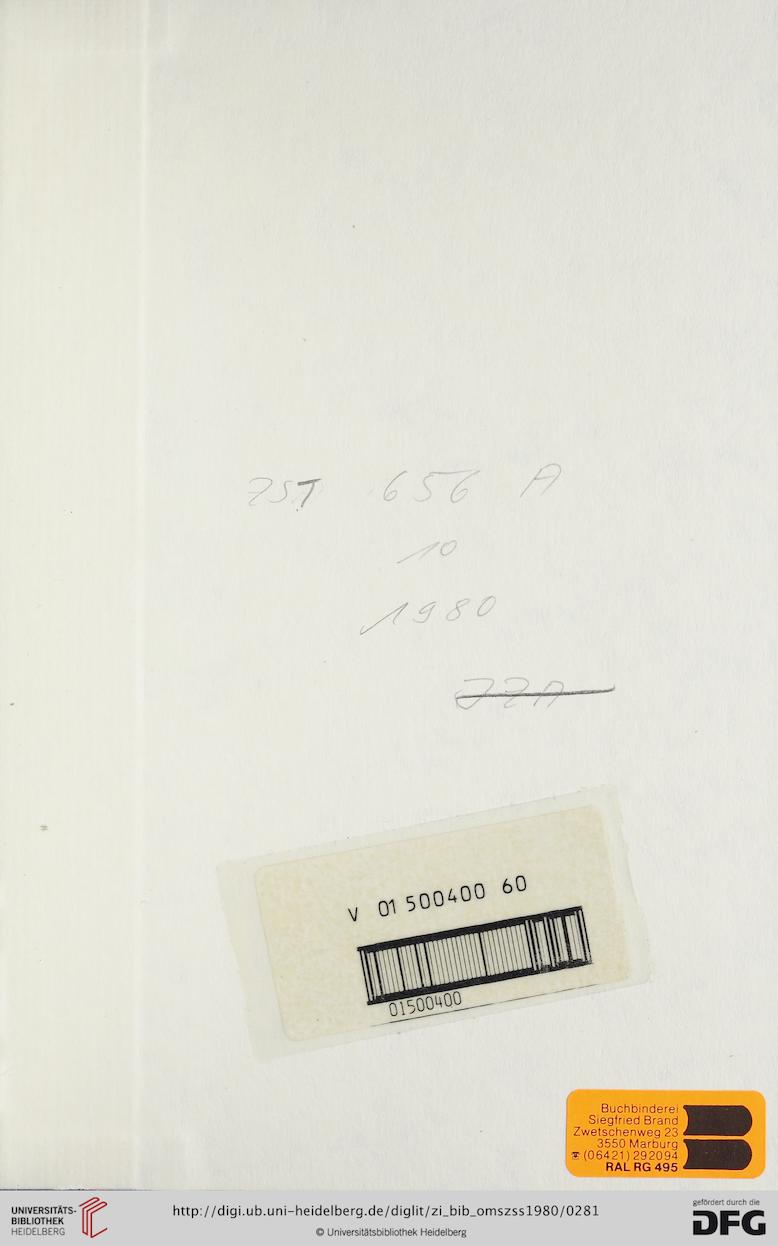 ZST 656 A
10
1980
ZZA
V 01 500400 60
01500400
Buchbinderei
Siegfried Brand
Zwetschenweg 23
3550 Marburg
☎ (06421) 292094
RAL RG 495
UNIVERSITÄTS-
BIBLIOTHEK
HEIDELBERG
http://digi.ub.uni-heidelberg.de/diglit/zi_bib_omszss1980/0281
© Universitätsbibliothek Heidelberg
gefördert durch die
DFG